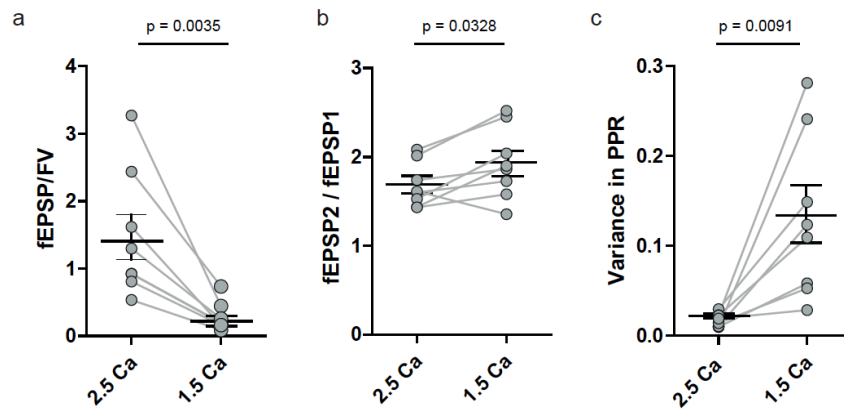 a
p = 0.0035
fEPSP/FV
4
3
2
1
0
2.5 Ca
1.5 Ca
b
p = 0.0328
fEPSP2 / fEPSP1
3
2
1
0
2.5 Ca
1.5 Ca
c
p = 0.0091
Variance in PPR
0.3
0.2
0.1
0.0
2.5 Ca
1.5 Ca